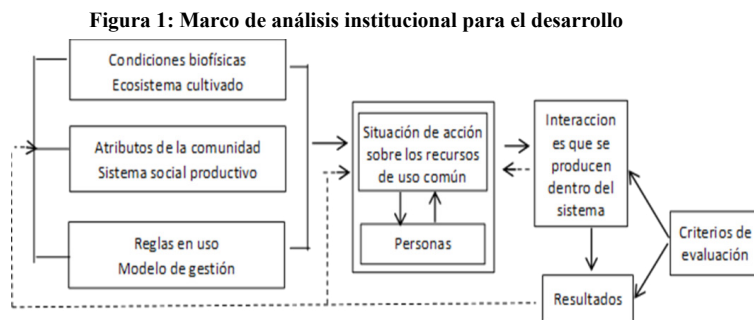 Figura 1: Marco de análisis institucional para el desarrollo
Condiciones biofísicas
Ecosistema cultivado
Atributos de la comunidad
Sistema social productivo
Reglas en uso
Modelo de gestión
Situación de acción
sobre los recursos
de uso común
Personas
Interaccion
es que se
producen
dentro del
sistema
Resultados
Criterios de
evaluación